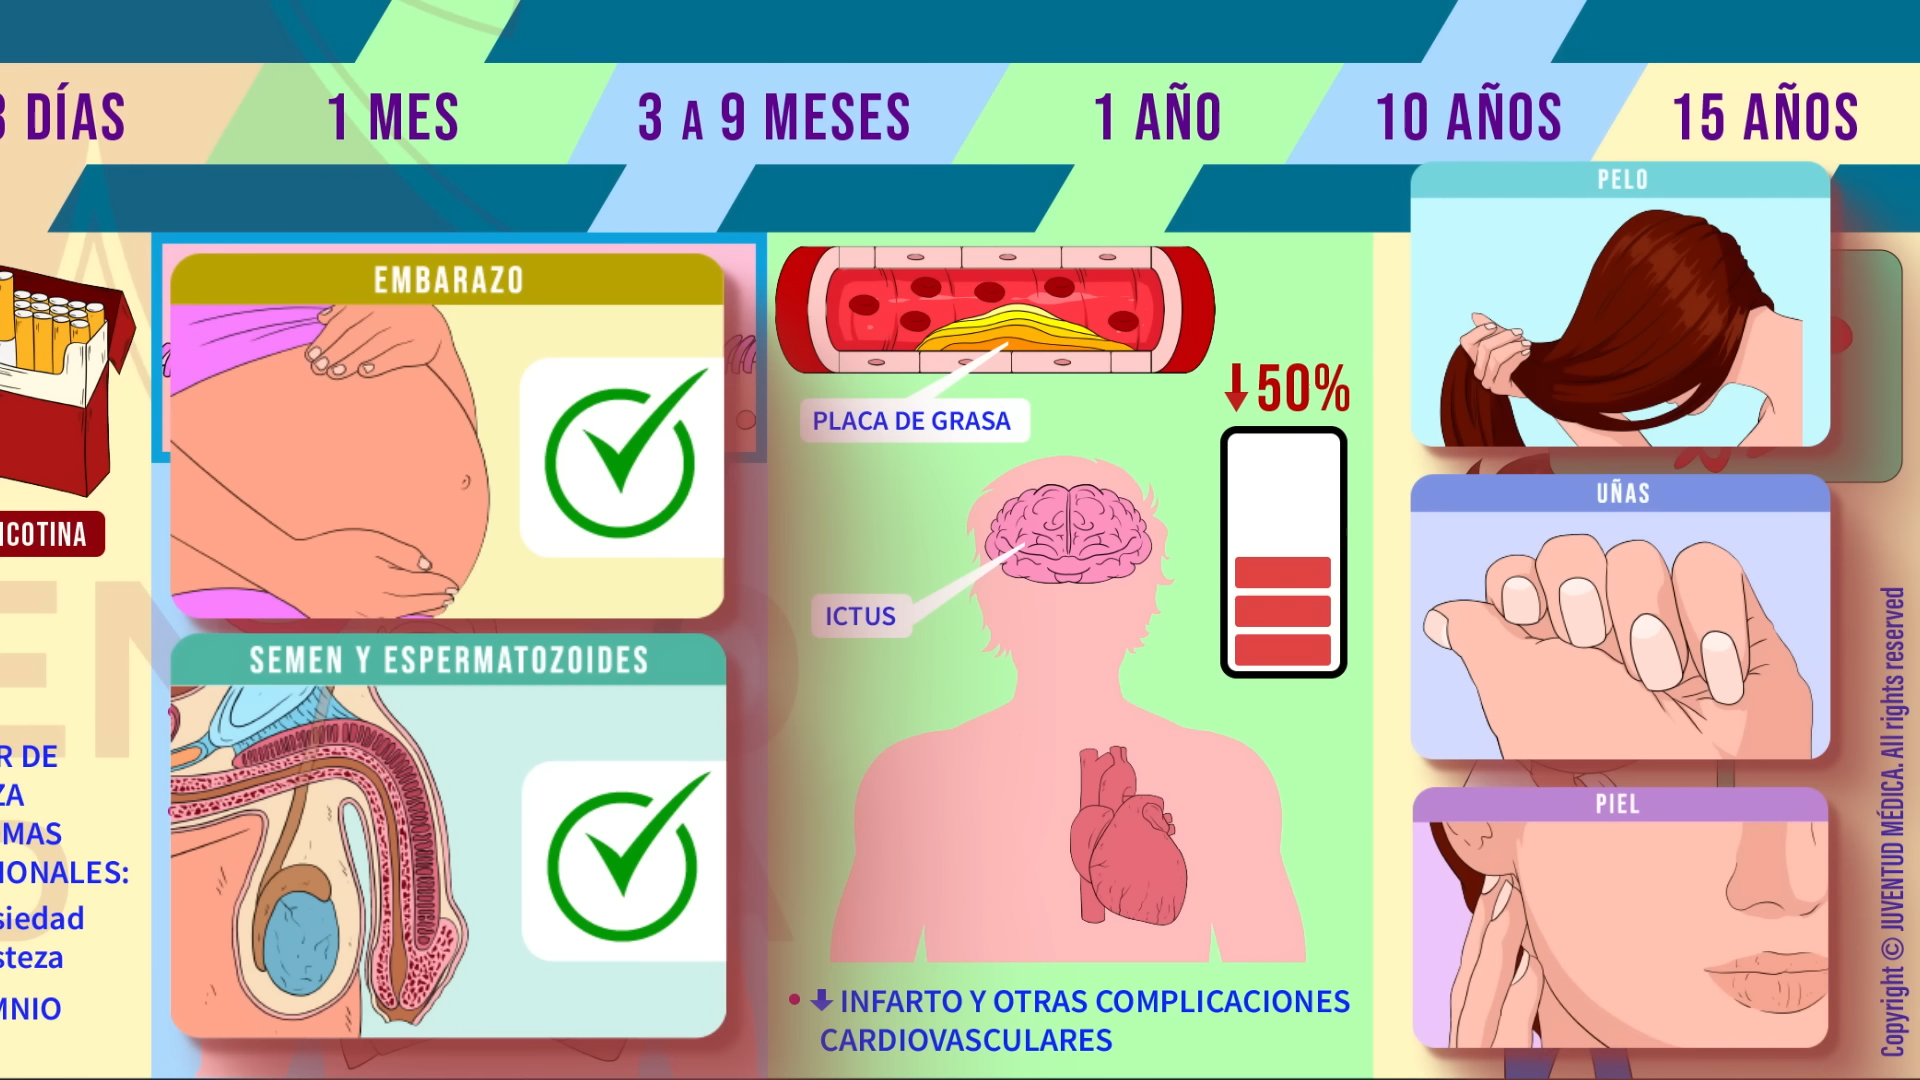 3 DÍAS
1 MES
3 A 9 MESES
1 AÑO
10 AÑOS
15 AÑOS
ICOTINA
R DE
ZA
MAS
IONALES:
siedad
steza
MNIO
EMBARAZO
SEMEN Y ESPERMATOZOIDES
PLACA DE GRASA
50%
ICTUS
INFARTO Y OTRAS COMPLICACIONES
CARDIOVASCULARES
PELO
UÑAS
PIEL
Copyright © JUVENTUD MÉDICA. All rights reserved